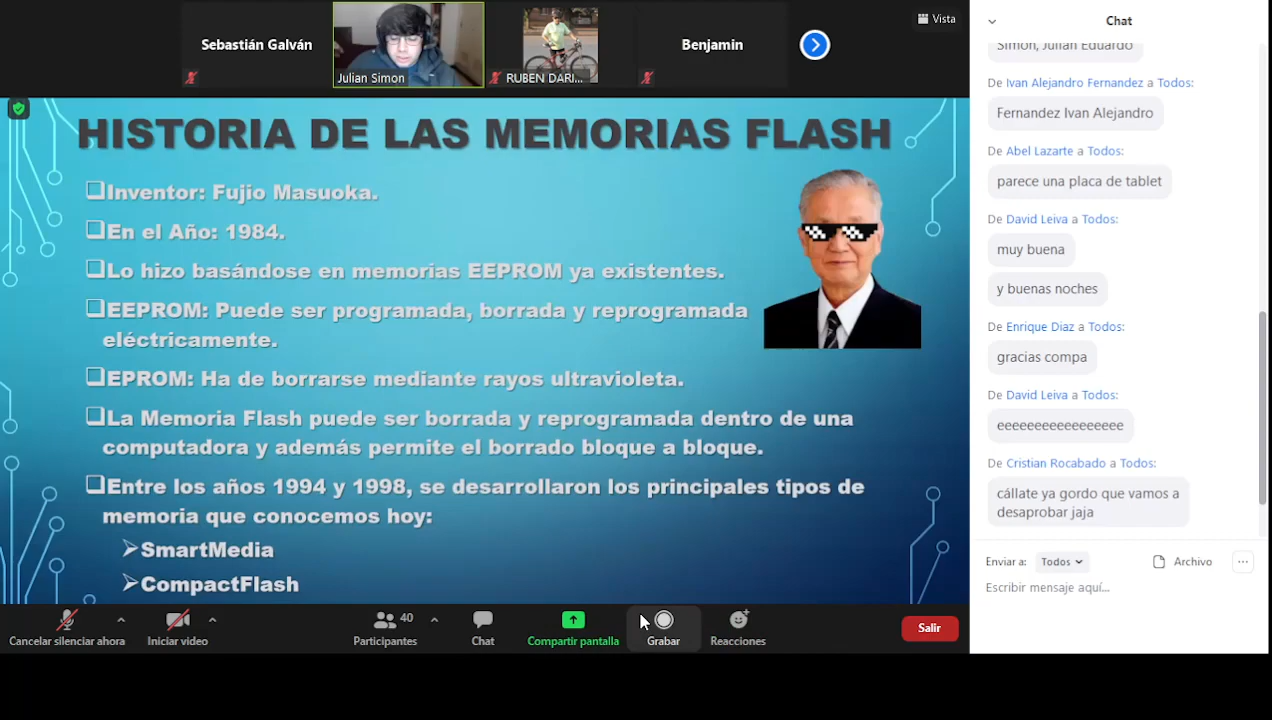 Sebastián Galván
Julian Simon
RUBEN DARI...
Benjamin
Vista
HISTORIA DE LAS MEMORIAS FLASH
Inventor: Fujio Masuoka.
En el Año: 1984.
Lo hizo basándose en memorias EEPROM ya existentes.
EEPROM: Puede ser programada, borrada y reprogramada
eléctricamente.
EPROM: Ha de borrarse mediante rayos ultravioleta.
La Memoria Flash puede ser borrada y reprogramada dentro de una
computadora y además permite el borrado bloque a bloque.
Entre los años 1994 y 1998, se desarrollaron los principales tipos de
memoria que conocemos hoy:
SmartMedia
CompactFlash
Cancelar silenciar ahora
Iniciar video
Participantes
40
Chat
Compartir pantalla
Grabar
Reacciones
Salir
Chat
Simon, Julian Eduardo
De Ivan Alejandro Fernandez a Todos:
Fernandez Ivan Alejandro
De Abel Lazarte a Todos:
parece una placa de tablet
De David Leiva a Todos:
muy buena
y buenas noches
De Enrique Diaz a Todos:
gracias compa
De David Leiva a Todos:
eeeeeeeeeeeeeeeee
De Cristian Rocabado a Todos:
cállate ya gordo que vamos a
desaprobar jaja
Enviar a: Todos
Archivo
Escribir mensaje aquí...